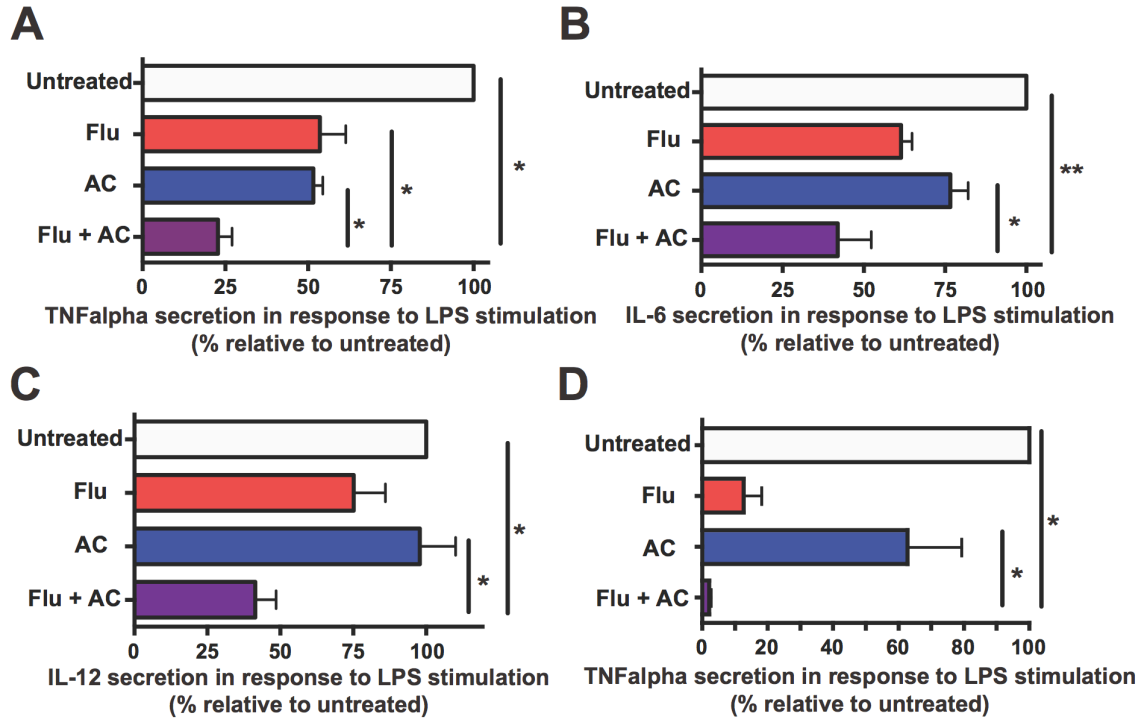 A
Untreated
Flu
AC
Flu + AC
*
*
*
0 25 50 75 100
TNFalpha secretion in response to LPS stimulation
(% relative to untreated)
B
Untreated
Flu
AC
Flu + AC
*
**
0 25 50 75 100
IL-6 secretion in response to LPS stimulation
(% relative to untreated)
C
Untreated
Flu
AC
Flu + AC
*
*
0 25 50 75 100
IL-12 secretion in response to LPS stimulation
(% relative to untreated)
D
Untreated
Flu
AC
Flu + AC
*
*
0 20 40 60 80 100
TNFalpha secretion in response to LPS stimulation
(% relative to untreated)